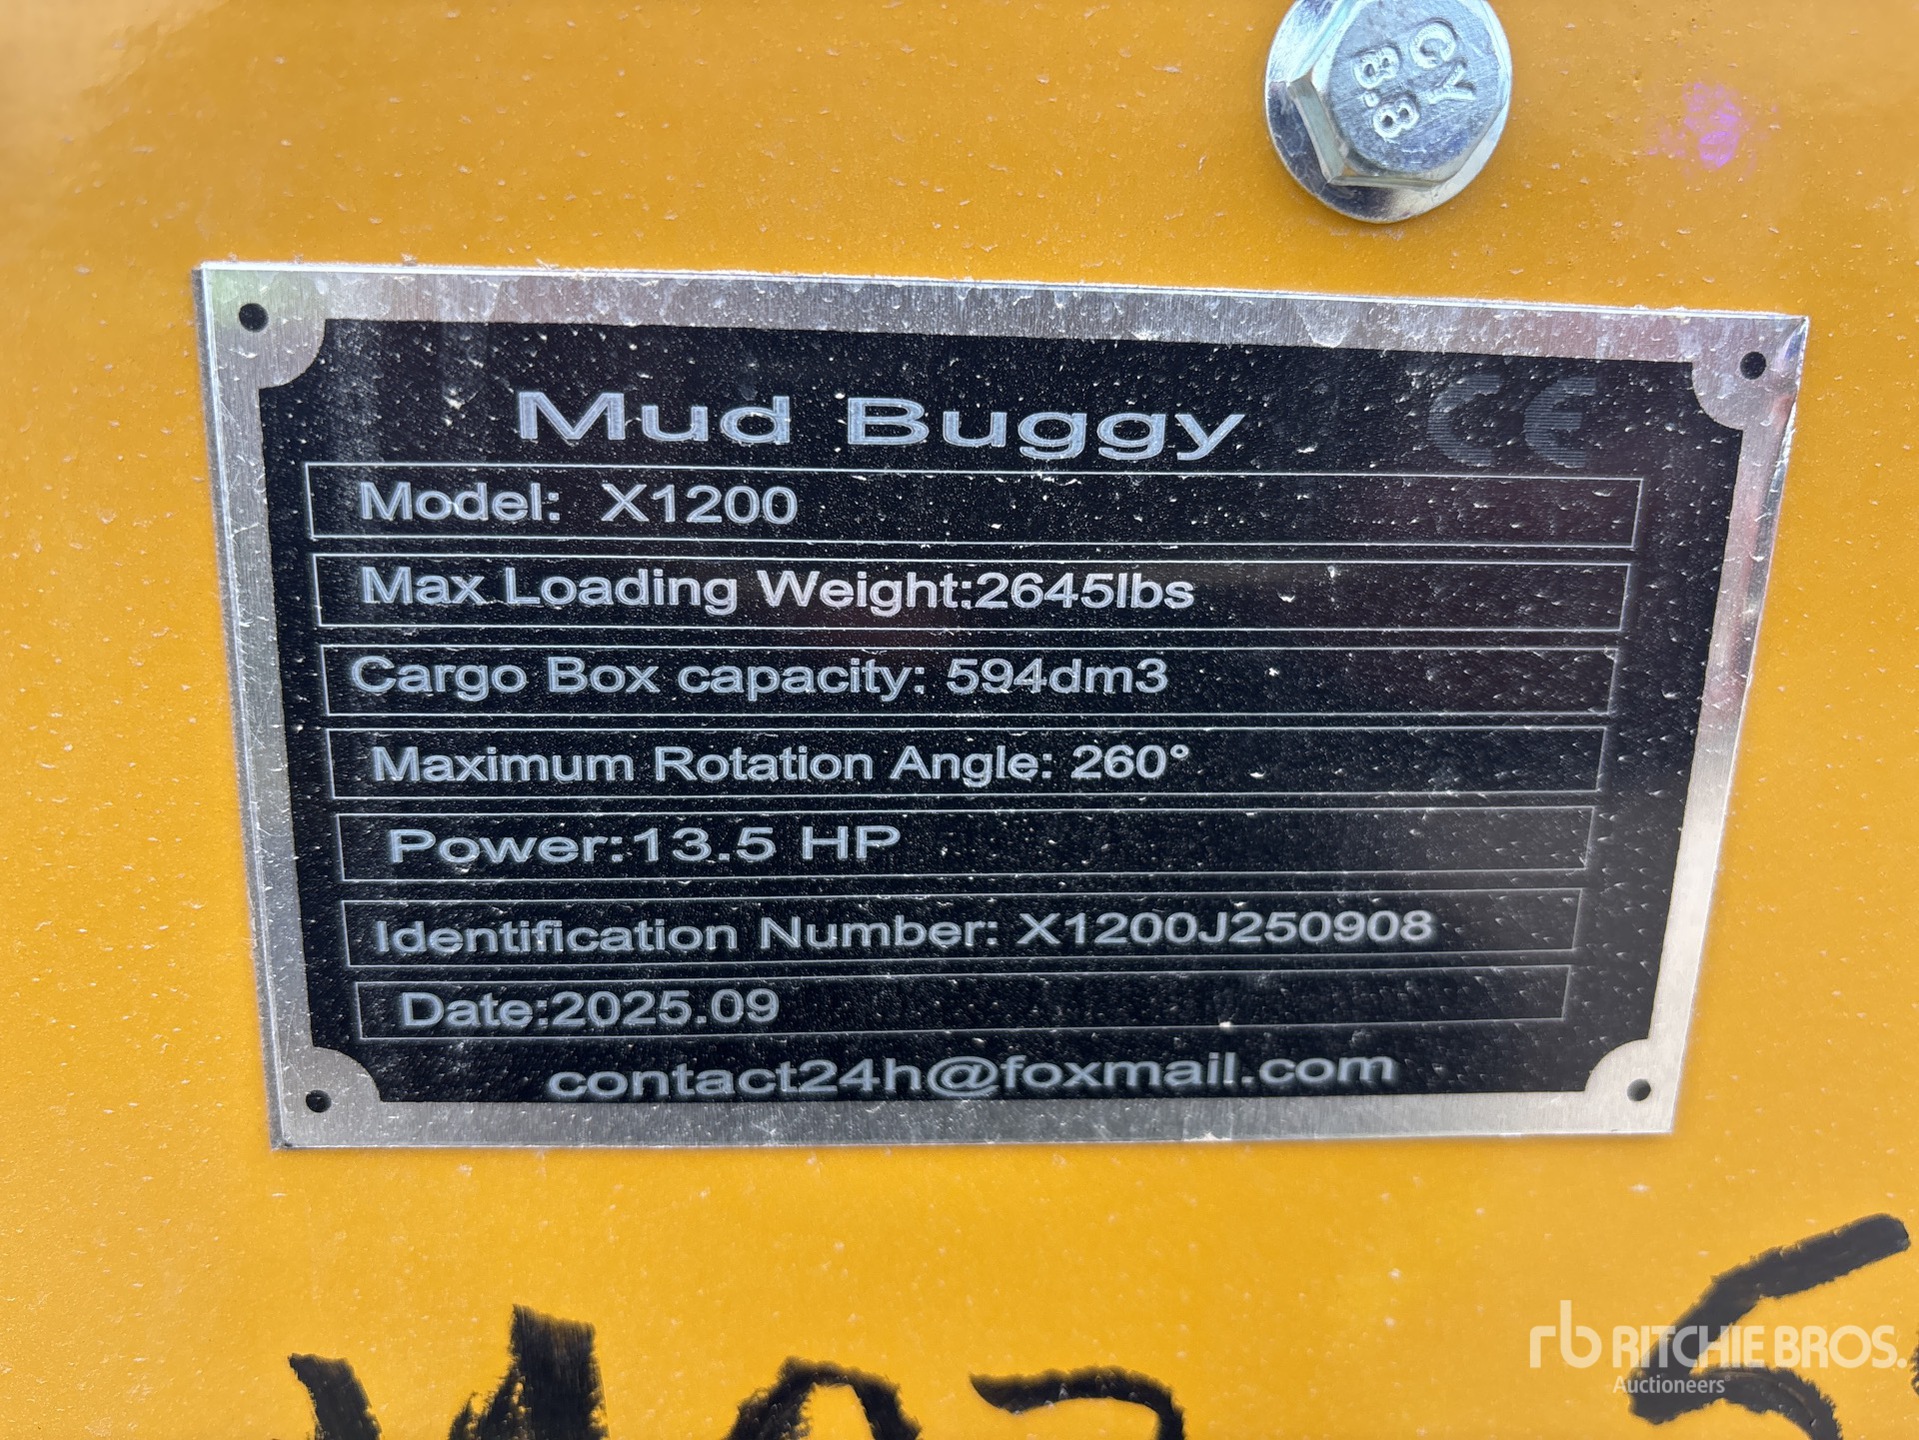 GY
8.8
Mud Buggy CE
Model: X1200
Max Loading Weight:2645lbs
Cargo Box capacity: 594dm3
Maximum Rotation Angle: 260°
Power:13.5 HP
Identification Number: X1200J250908
Date:2025.09
contact24h@foxmail.com
rb RITCHIE BROS.
Auctioneers